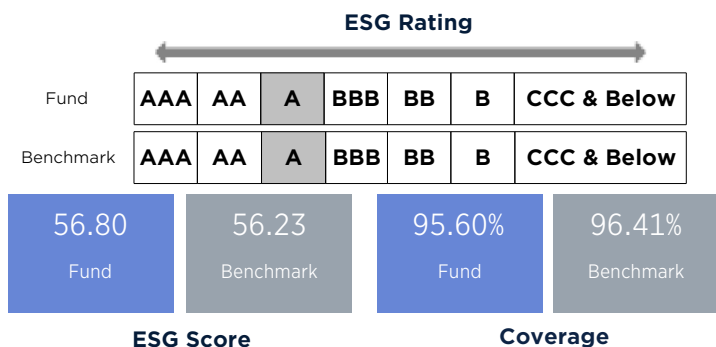 ESG Rating
Fund AAA AA A BBB BB B CCC & Below
Benchmark AAA AA A BBB BB B CCC & Below
56.80 56.23 95.60% 96.41%
Fund Benchmark Fund Benchmark
ESG Score Coverage